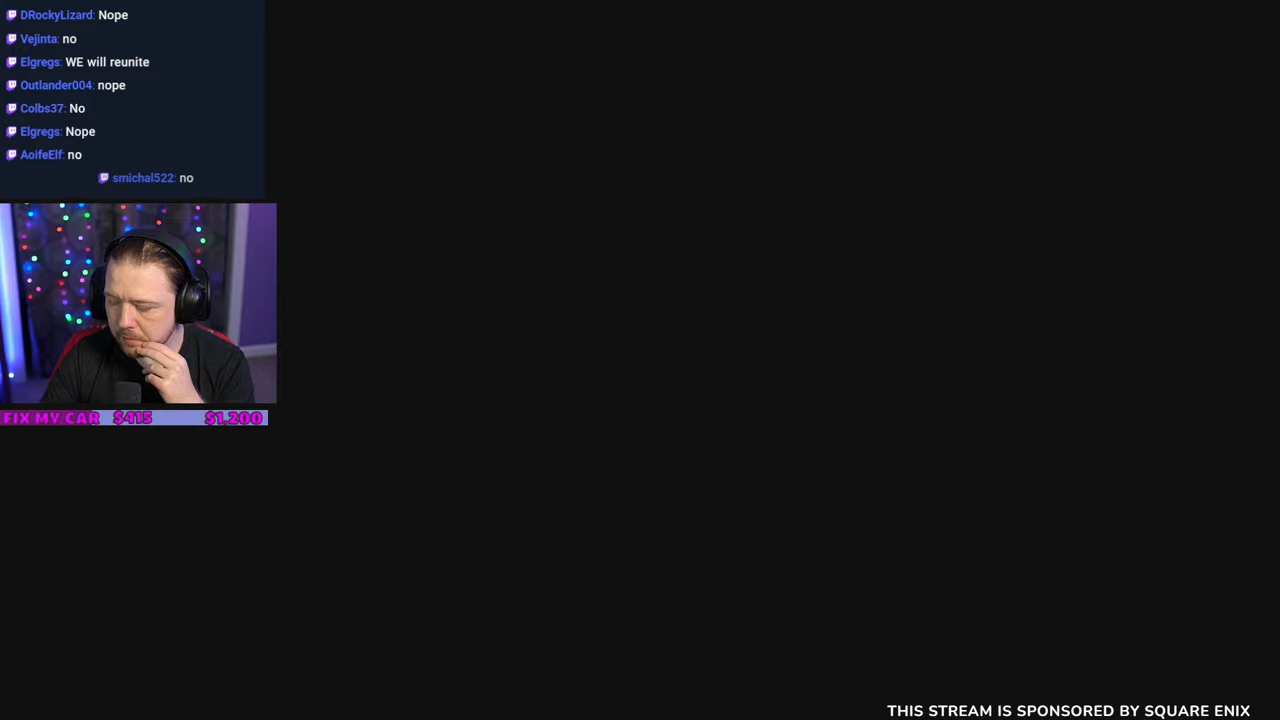 DRockyLizard: Nope
Vejinta: no
Elgregs: WE will reunite
Outlander004: nope
Colbs37: No
Elgregs: Nope
AoifeElf: no
smichal522: no
FIX MY CAR $415 $1,200
THIS STREAM IS SPONSORED BY SQUARE ENIX